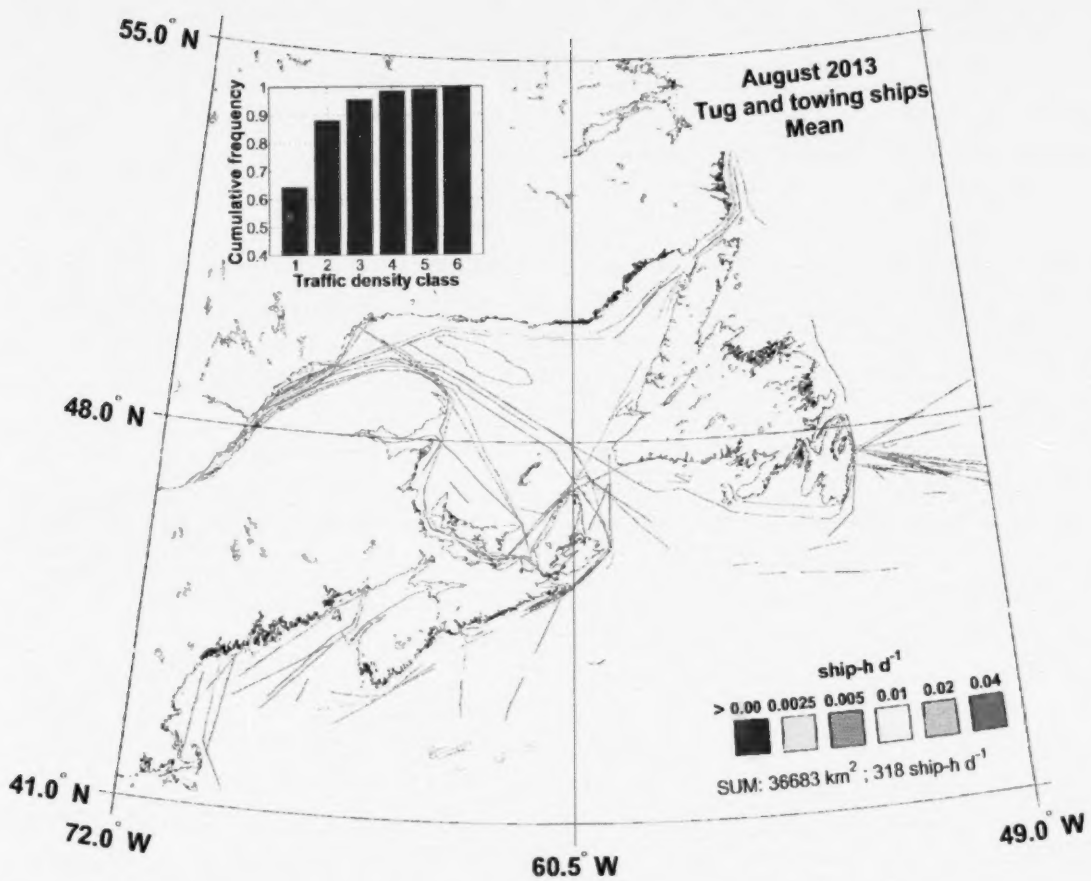 55.0° N
August 2013
Tug and towing ships
Mean
Cumulative frequency
1
0.9
0.8
0.7
0.6
0.5
0.4
1 2 3 4 5 6
Traffic density class
48.0° N
ship-h d⁻¹
> 0.00 0.0025 0.005 0.01 0.02 0.04
SUM: 36683 km² ; 318 ship-h d⁻¹
41.0° N
72.0° W
60.5° W
49.0° W